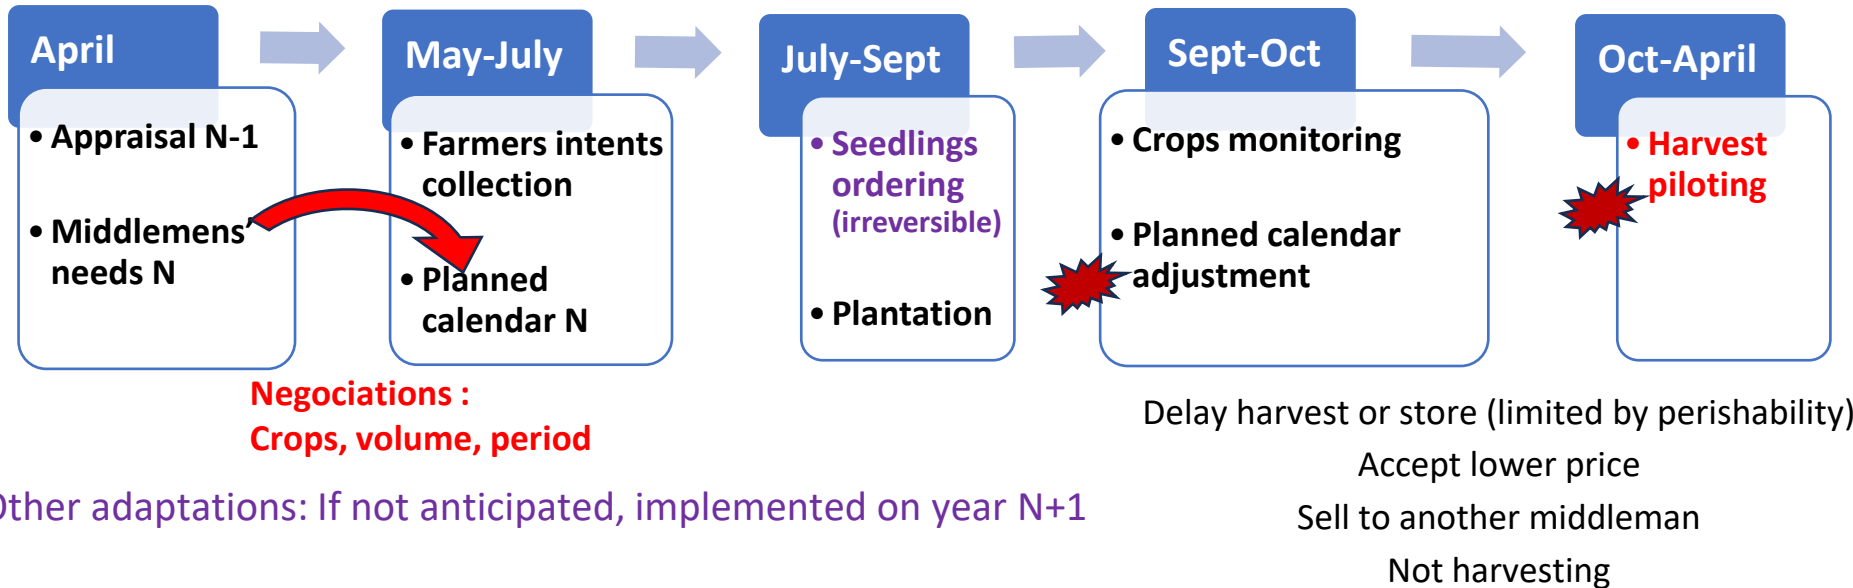 April
• Appraisal N-1
• Middlemens’
needs N
May-July
• Farmers intents
collection
• Planned
calendar N
July-Sept
• Seedlings
ordering
(irreversible)
• Plantation
Sept-Oct
• Crops monitoring
• Planned calendar
adjustment
Oct-April
• Harvest
piloting
Negociations :
Crops, volume, period
Other adaptations: If not anticipated, implemented on year N+1
Delay harvest or store (limited by perishability)
Accept lower price
Sell to another middleman
Not harvesting